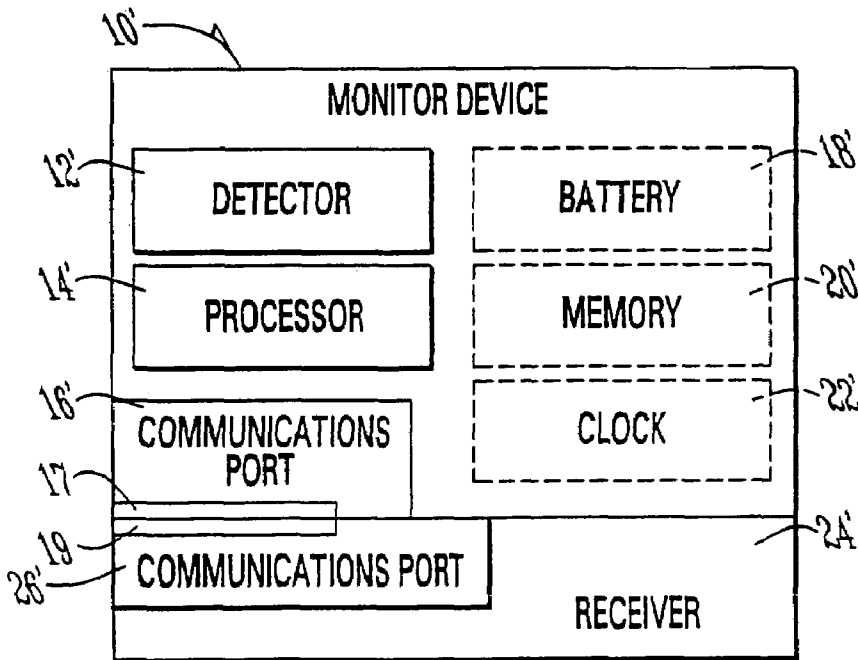 10'
MONITOR DEVICE
12'
DETECTOR
BATTERY
18'
14'
PROCESSOR
MEMORY
20'
16'
COMMUNICATIONS
PORT
CLOCK
22'
17
19
24'
26'
COMMUNICATIONS PORT
RECEIVER